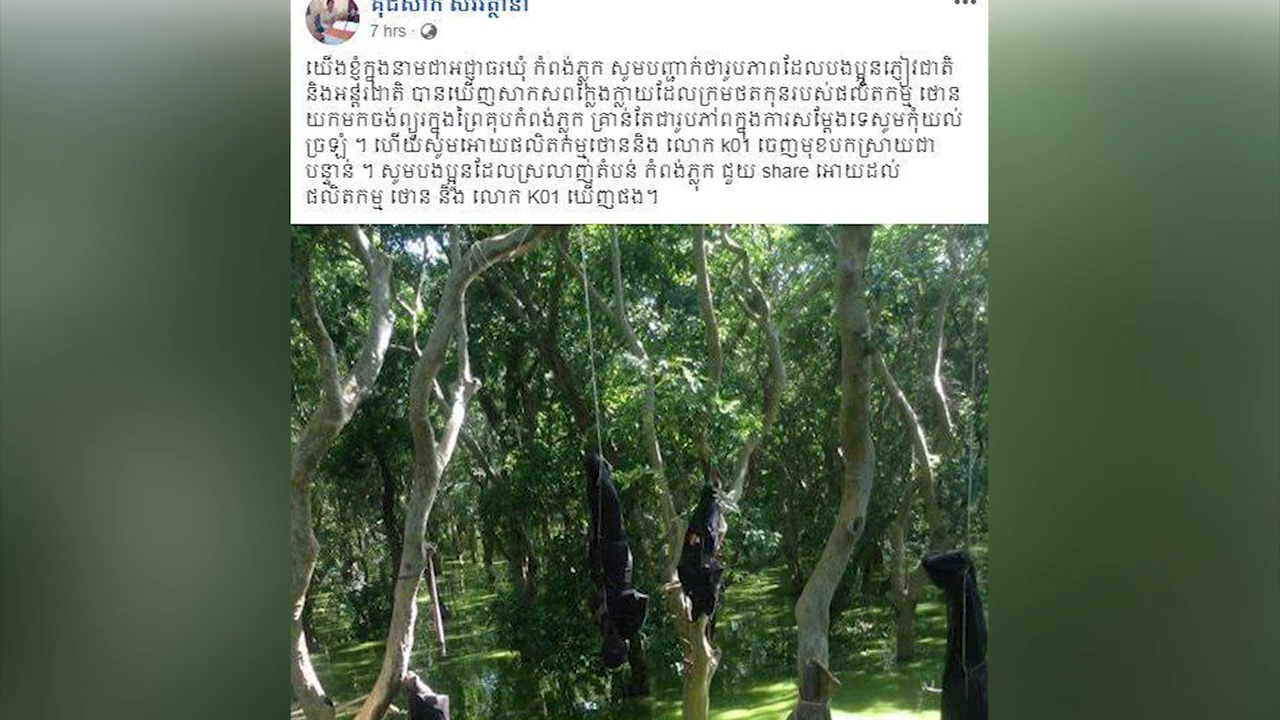 7 hrs ·
យើងខ្ញុំក្នុងនាមជាអជ្ញាធរឃុំ កំពង់ភ្លុក សូមបញ្ជាក់ថារូបភាពដែលបងប្អូនភ្ញៀវជាតិ
និងអន្តរជាតិ បានឃើញសាកសពក្លែងក្លាយដែលក្រុមថតកុនរបស់ផលិតកម្ម ថោន
យកមកចង់ព្យួរក្នុងព្រៃគុបកំពង់ភ្លុក គ្រាន់តែជារូបភាពក្នុងការសម្ដែងទេសូមកុំយល់
ច្រឡំ ។ ហើយសូមអោយផលិតកម្មថោននិង លោក k01 ចេញមុខបកស្រាយជា
បន្ទាន់ ។ សូមបងប្អូនដែលស្រលាញ់តំបន់ កំពង់ភ្លុក ជួយ share អោយដល់
ផលិតកម្ម ថោន និង លោក K01 ឃើញផង។